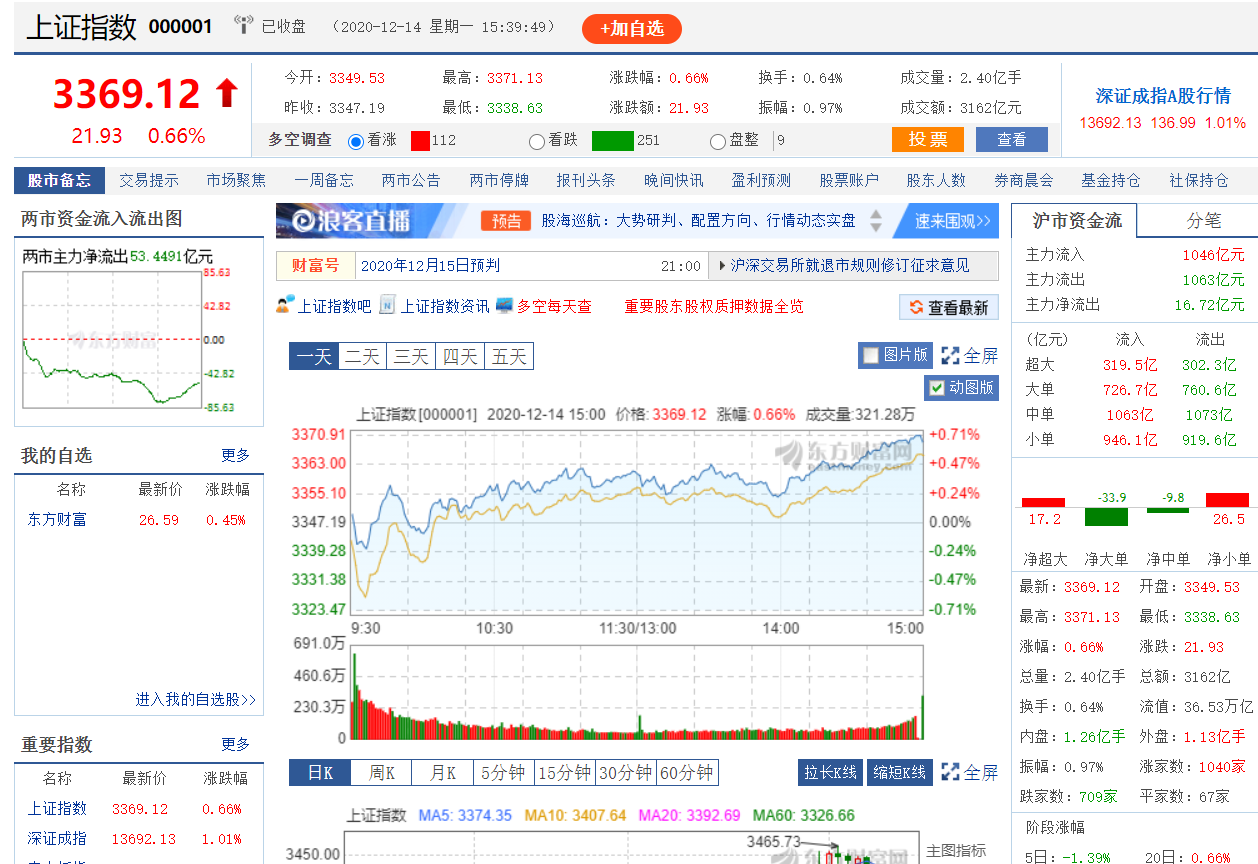 上证指数 000001 已收盘 （2020-12-14 星期一 15:39:49） +加自选
3369.12
21.93 0.66%
今开：3349.53 最高：3371.13 涨跌幅：0.66% 换手：0.64% 成交量：2.40亿手
昨收：3347.19 最低：3338.63 涨跌额：21.93 振幅：0.97% 成交额：3162亿元
多空调查 看涨 112 看跌 251 盘整 9 投票 查看
深证成指A股行情
13692.13 136.99 1.01%
股市备忘 交易提示 市场聚焦 一周备忘 两市公告 两市停牌 报刊头条 晚间快讯 盈利预测 股票账户 股东人数 券商晨会 基金持仓 社保持仓
两市资金流入流出图
两市主力净流出53.4491亿元
85.63
42.82
0.00
-42.82
-85.63
东方财富
我的自选 更多
名称 最新价 涨跌幅
东方财富 26.59 0.45%
进入我的自选股>>
重要指数 更多
名称 最新价 涨跌幅
上证指数 3369.12 0.66%
深证成指 13692.13 1.01%
浪客直播 预告 股海巡航：大势研判、配置方向、行情动态实盘 速来围观>>
财富号 2020年12月15日预判 21:00 沪深交易所就退市规则修订征求意见
上证指数吧 上证指数资讯 多空每天查 重要股东股权质押数据全览 查看最新
一天 二天 三天 四天 五天 图片版 全屏
动图版
上证指数[000001] 2020-12-14 15:00 价格: 3369.12 涨幅: 0.66% 成交量:321.28万
东方财富网
3370.91 +0.71%
3363.00 +0.47%
3355.10 +0.24%
3347.19 0.00%
3339.28 -0.24%
3331.38 -0.47%
3323.47 -0.71%
9:30 10:30 11:30/13:00 14:00 15:00
691.0万
460.6万
230.3万
0
日K 周K 月K 5分钟 15分钟 30分钟 60分钟 拉长K线 缩短K线 全屏
上证指数 MA5: 3374.35 MA10: 3407.64 MA20: 3392.69 MA60: 3326.66
3465.73
3450.00 主图指标
沪市资金流 分笔
主力流入 1046亿元
主力流出 1063亿元
主力净流出 16.72亿元
(亿元) 流入 流出
超大 319.5亿 302.3亿
大单 726.7亿 760.6亿
中单 1063亿 1073亿
小单 946.1亿 919.6亿
17.2 -33.9 -9.8 26.5
净超大 净大单 净中单 净小单
最新：3369.12 开盘：3349.53
最高：3371.13 最低：3338.63
涨幅：0.66% 涨跌：21.93
总量：2.40亿手 总额：3162亿
换手：0.64% 流值：36.53万亿
内盘：1.26亿手 外盘：1.13亿手
振幅：0.97% 涨家数：1040家
跌家数：709家 平家数：67家
阶段涨幅
5日：-1.39% 20日：0.66%